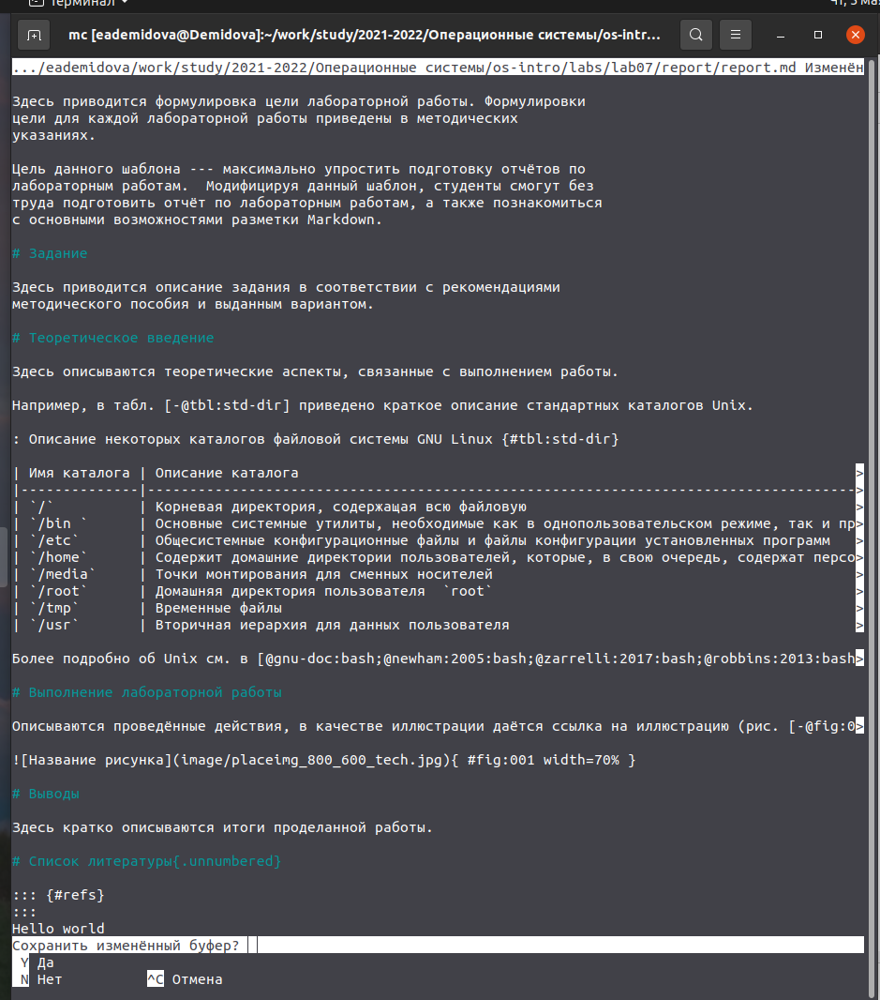 Терминал
mc [eademidova@Demidova]:~/work/study/2021-2022/Операционные системы/os-intr...
.../eademidova/work/study/2021-2022/Операционные системы/os-intro/labs/lab07/report/report.md Изменён
Здесь приводится формулировка цели лабораторной работы. Формулировки
цели для каждой лабораторной работы приведены в методических
указаниях.
Цель данного шаблона --- максимально упростить подготовку отчётов по
лабораторным работам.  Модифицируя данный шаблон, студенты смогут без
труда подготовить отчёт по лабораторным работам, а также познакомиться
с основными возможностями разметки Markdown.
# Задание
Здесь приводится описание задания в соответствии с рекомендациями
методического пособия и выданным вариантом.
# Теоретическое введение
Здесь описываются теоретические аспекты, связанные с выполнением работы.
Например, в табл. [-@tbl:std-dir] приведено краткое описание стандартных каталогов Unix.
: Описание некоторых каталогов файловой системы GNU Linux {#tbl:std-dir}
| Имя каталога | Описание каталога                                                                  >
|--------------|------------------------------------------------------------------------------------>
| `/`          | Корневая директория, содержащая всю файловую                                       >
| `/bin `      | Основные системные утилиты, необходимые как в однопользовательском режиме, так и пр>
| `/etc`       | Общесистемные конфигурационные файлы и файлы конфигурации установленных программ   >
| `/home`      | Содержит домашние директории пользователей, которые, в свою очередь, содержат персо>
| `/media`     | Точки монтирования для сменных носителей                                           >
| `/root`      | Домашняя директория пользователя  `root`                                           >
| `/tmp`       | Временные файлы                                                                    >
| `/usr`       | Вторичная иерархия для данных пользователя                                         >
Более подробно об Unix см. в [@gnu-doc:bash;@newham:2005:bash;@zarrelli:2017:bash;@robbins:2013:bash>
# Выполнение лабораторной работы
Описываются проведённые действия, в качестве иллюстрации даётся ссылка на иллюстрацию (рис. [-@fig:0>
![Название рисунка](image/placeimg_800_600_tech.jpg){ #fig:001 width=70% }
# Выводы
Здесь кратко описываются итоги проделанной работы.
# Список литературы{.unnumbered}
::: {#refs}
:::
Hello world
Сохранить изменённый буфер?
Y Да
N Нет ^C Отмена